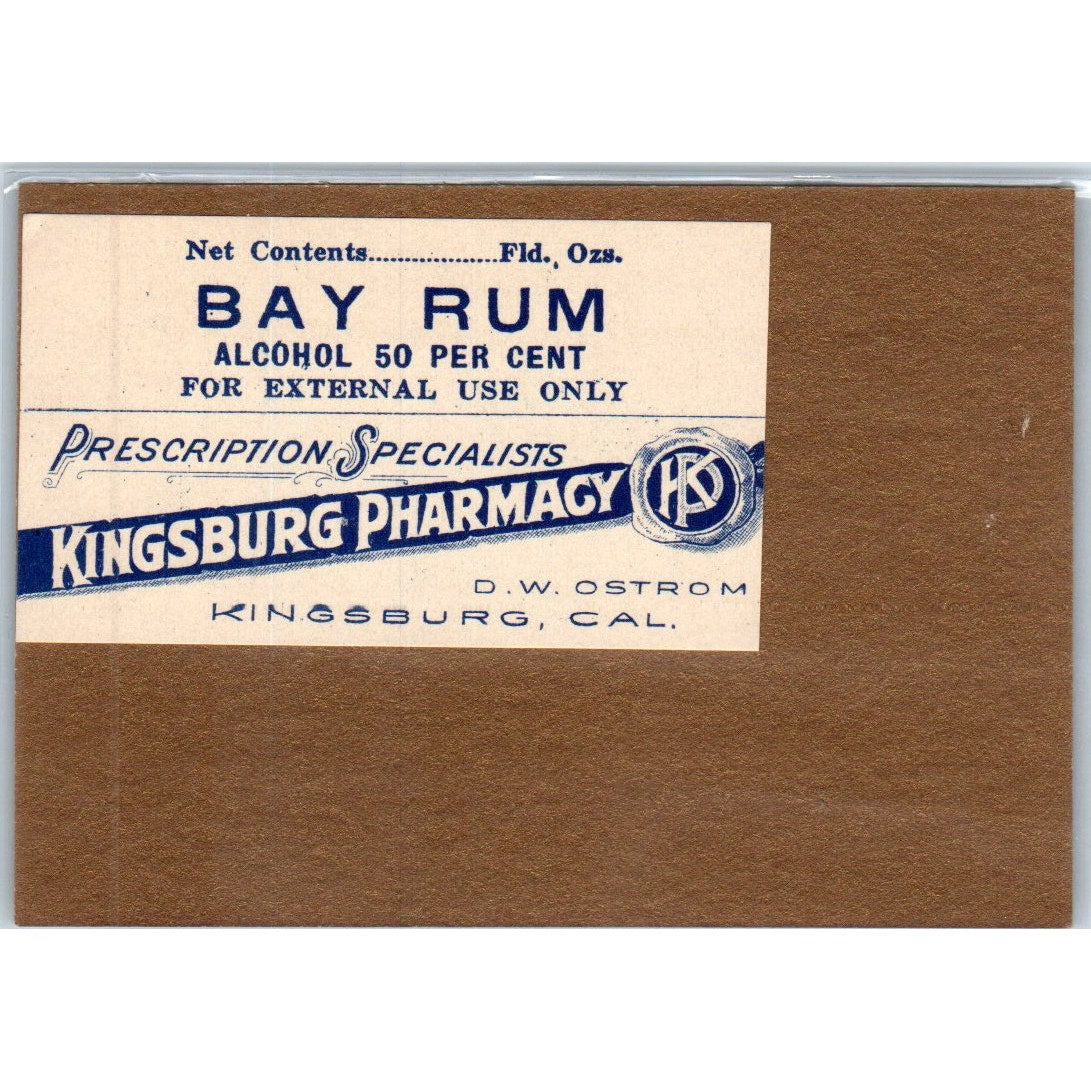 Net Contents..................Fld., Ozs.
BAY RUM
ALCOHOL 50 PER CENT
FOR EXTERNAL USE ONLY
PRESCRIPTION SPECIALISTS
KINGSBURG PHARMACY KP
D.W. OSTROM
KINGSBURG, CAL.